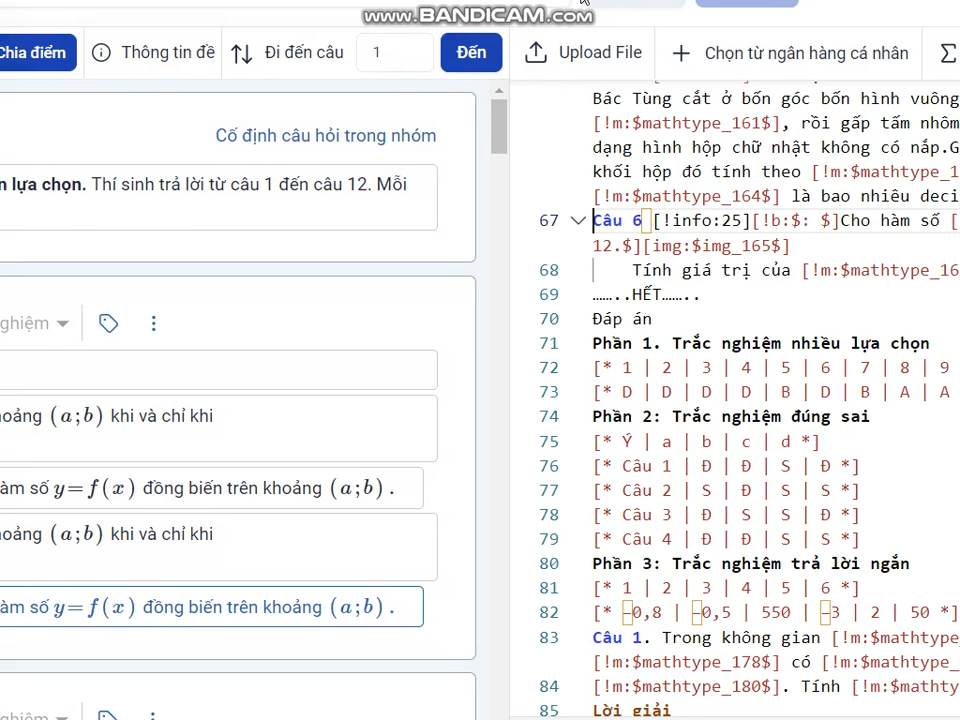 www.BANDICAM.com
Chia điểm
Thông tin đề
Đi đến câu
1
Đến
Upload File
Chọn từ ngân hàng cá nhân
Σ
Cố định câu hỏi trong nhóm
n lựa chọn. Thí sinh trả lời từ câu 1 đến câu 12. Mỗi
ghiệm
oảng (a;b) khi và chỉ khi
àm số y=f(x) đồng biến trên khoảng (a;b).
oảng (a;b) khi và chỉ khi
àm số y=f(x) đồng biến trên khoảng (a;b).
ghiệm
Bác Tùng cắt ở bốn góc bốn hình vuông
[!m:$mathtype_161$], rồi gấp tấm nhôm
dạng hình hộp chữ nhật không có nắp.G
khối hộp đó tính theo [!m:$mathtype_1
[!m:$mathtype_164$] là bao nhiêu deci
67 Câu 6 [!info:25][!b:$: $]Cho hàm số [
12.$][img:$img_165$]
68 Tính giá trị của [!m:$mathtype_16
69 ……..HẾT……..
70 Đáp án
71 Phần 1. Trắc nghiệm nhiều lựa chọn
72 [* 1 | 2 | 3 | 4 | 5 | 6 | 7 | 8 | 9
73 [* D | D | D | D | B | D | B | A | A
74 Phần 2: Trắc nghiệm đúng sai
75 [* Ý | a | b | c | d *]
76 [* Câu 1 | Đ | Đ | S | Đ *]
77 [* Câu 2 | S | Đ | S | S *]
78 [* Câu 3 | Đ | S | S | Đ *]
79 [* Câu 4 | Đ | Đ | S | S *]
80 Phần 3: Trắc nghiệm trả lời ngắn
81 [* 1 | 2 | 3 | 4 | 5 | 6 *]
82 [* –0,8 | –0,5 | 550 | –3 | 2 | 50 *]
83 Câu 1. Trong không gian [!m:$mathtype
[!m:$mathtype_178$] có [!m:$mathtype_
84 [!m:$mathtype_180$]. Tính [!m:$mathty
85 Lời giải